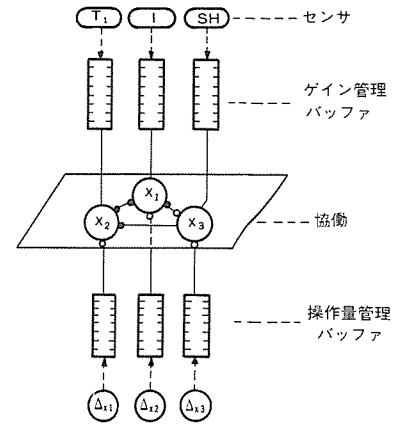 T₁ I SH センサ
ゲイン管理
バッファ
X₁
X₂ X₃ 協働
操作量管理
バッファ
Δx1 Δx2 Δx3